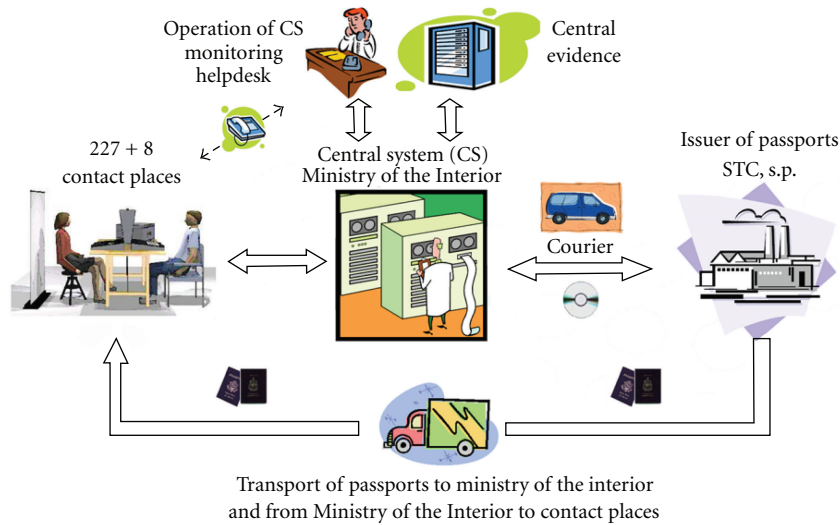 Operation of CS
monitoring
helpdesk
Central
evidence
227 + 8
contact places
Central system (CS)
Ministry of the Interior
Issuer of passports
STC, s.p.
Courier
Transport of passports to ministry of the interior
and from Ministry of the Interior to contact places